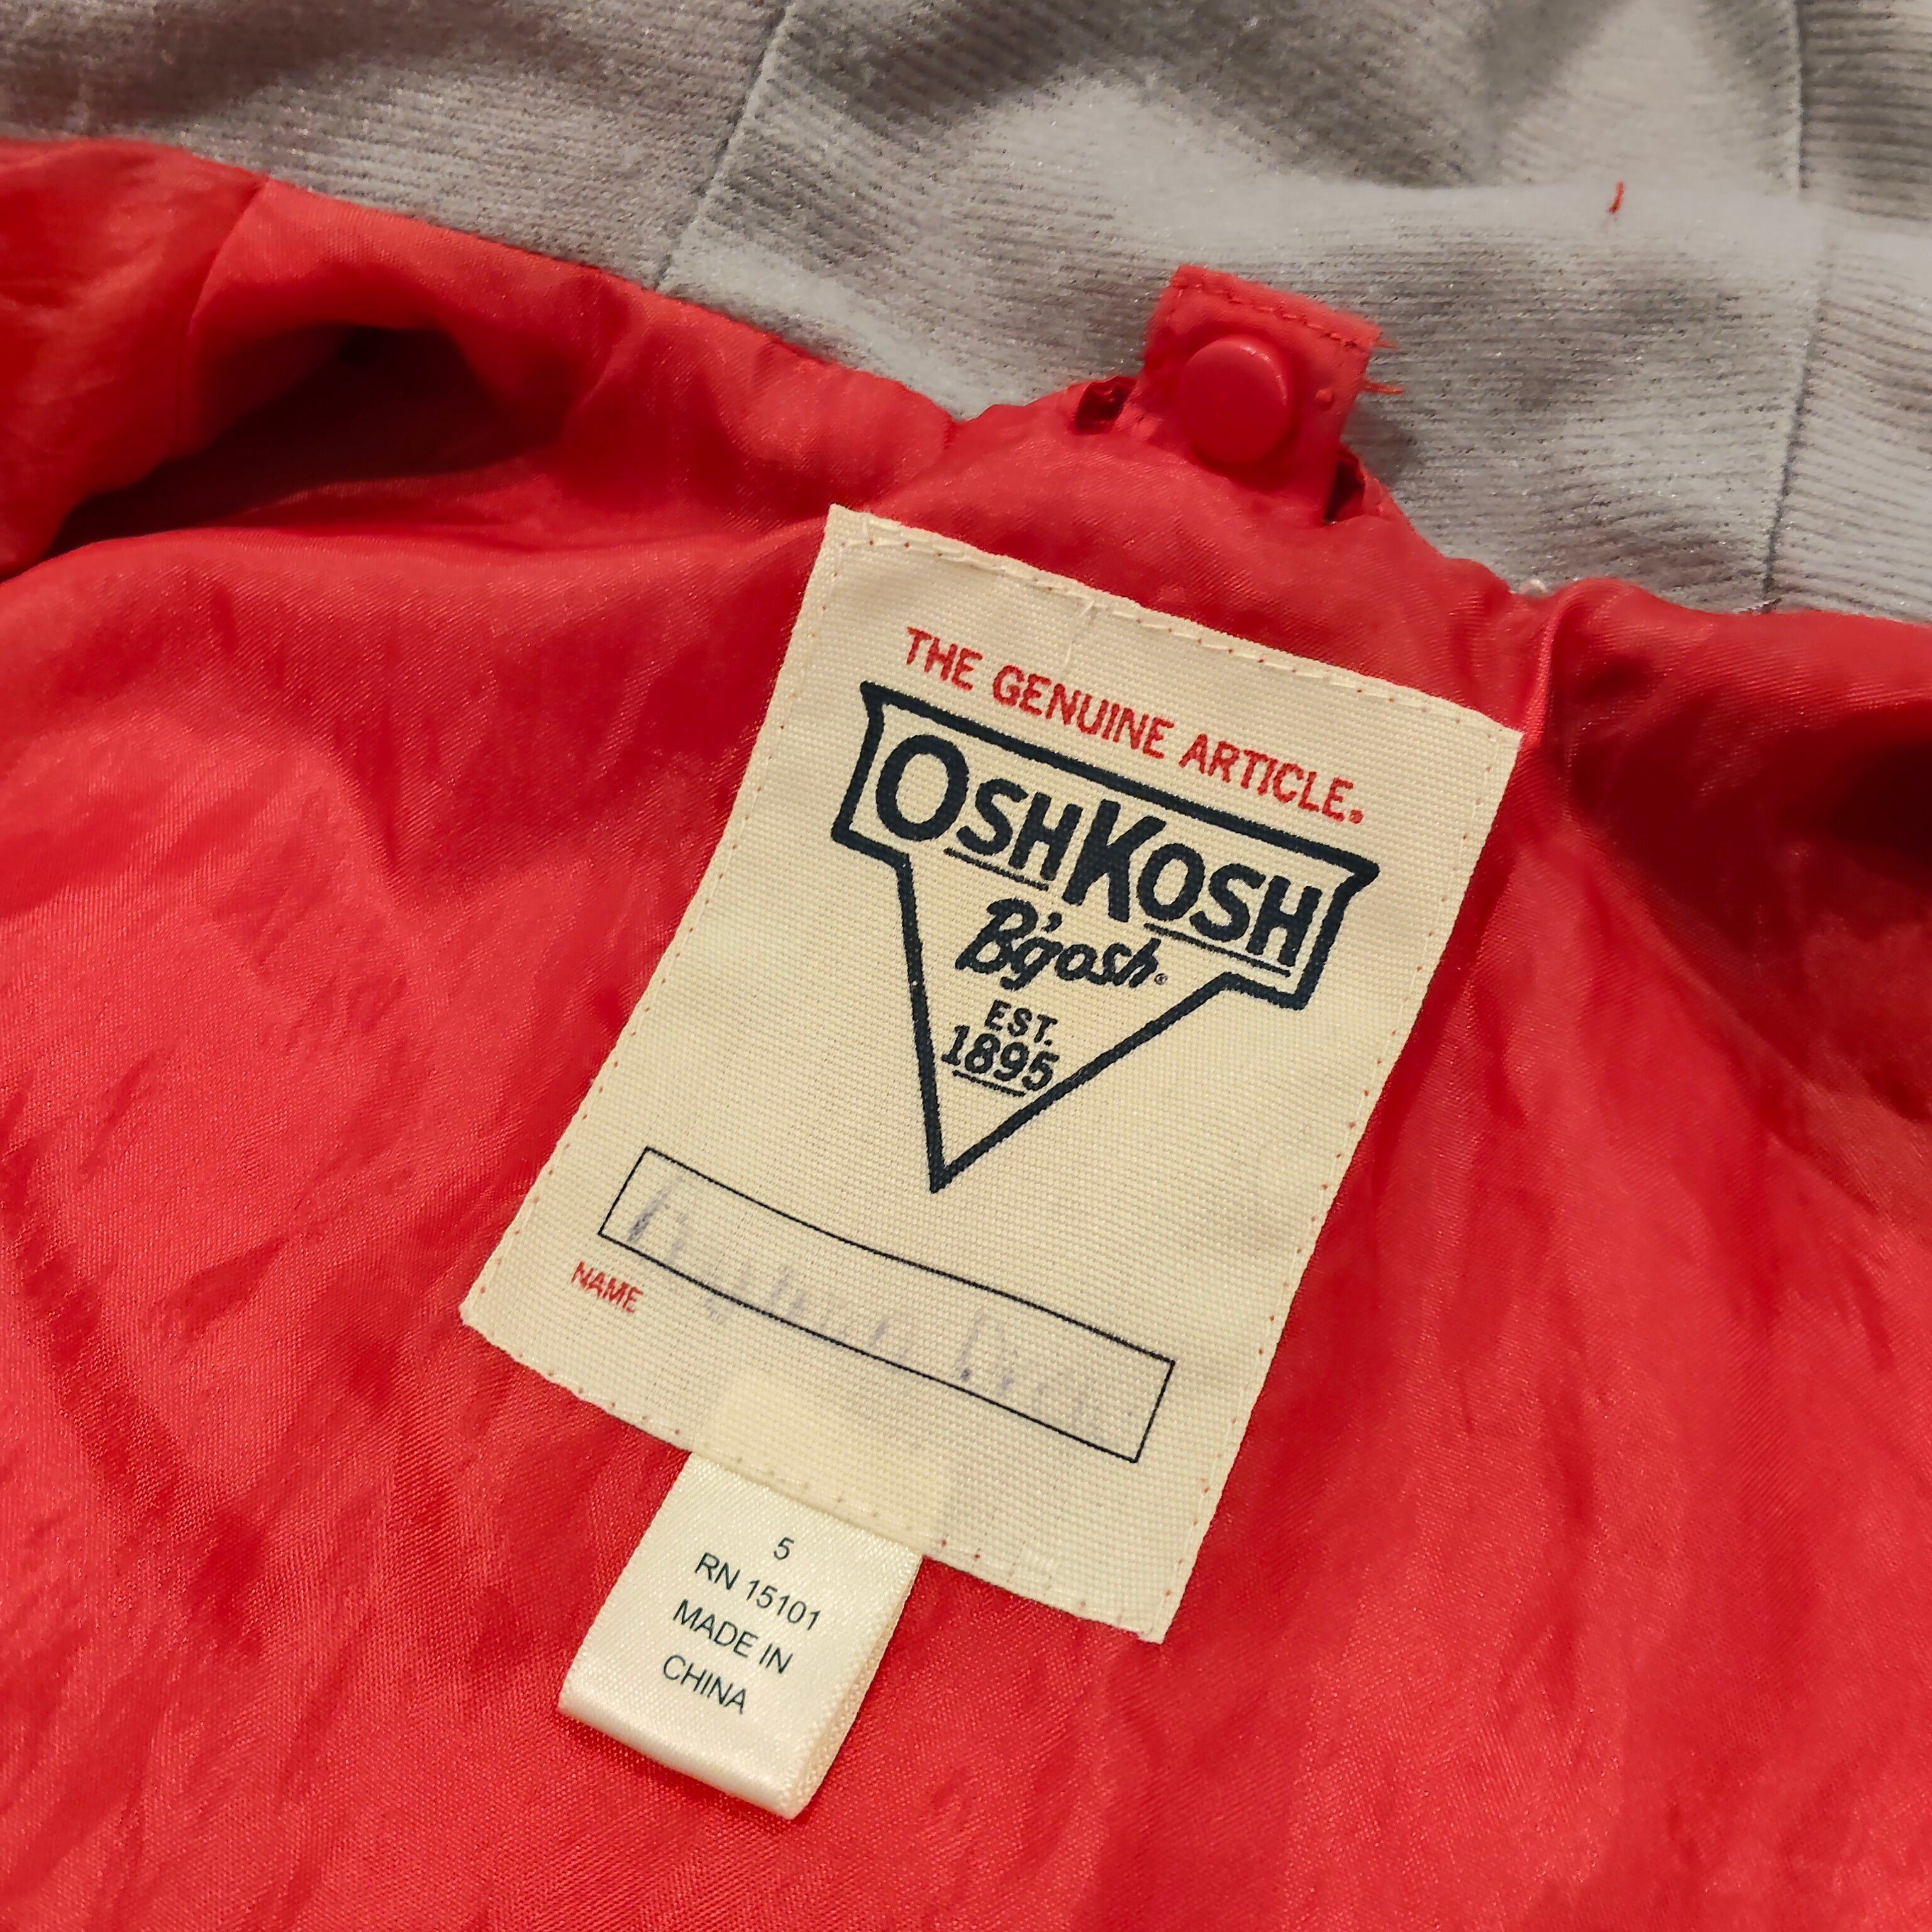 THE GENUINE ARTICLE.
OSHKOSH
B'gosh®
EST.
1895
NAME
5
RN 15101
MADE IN
CHINA